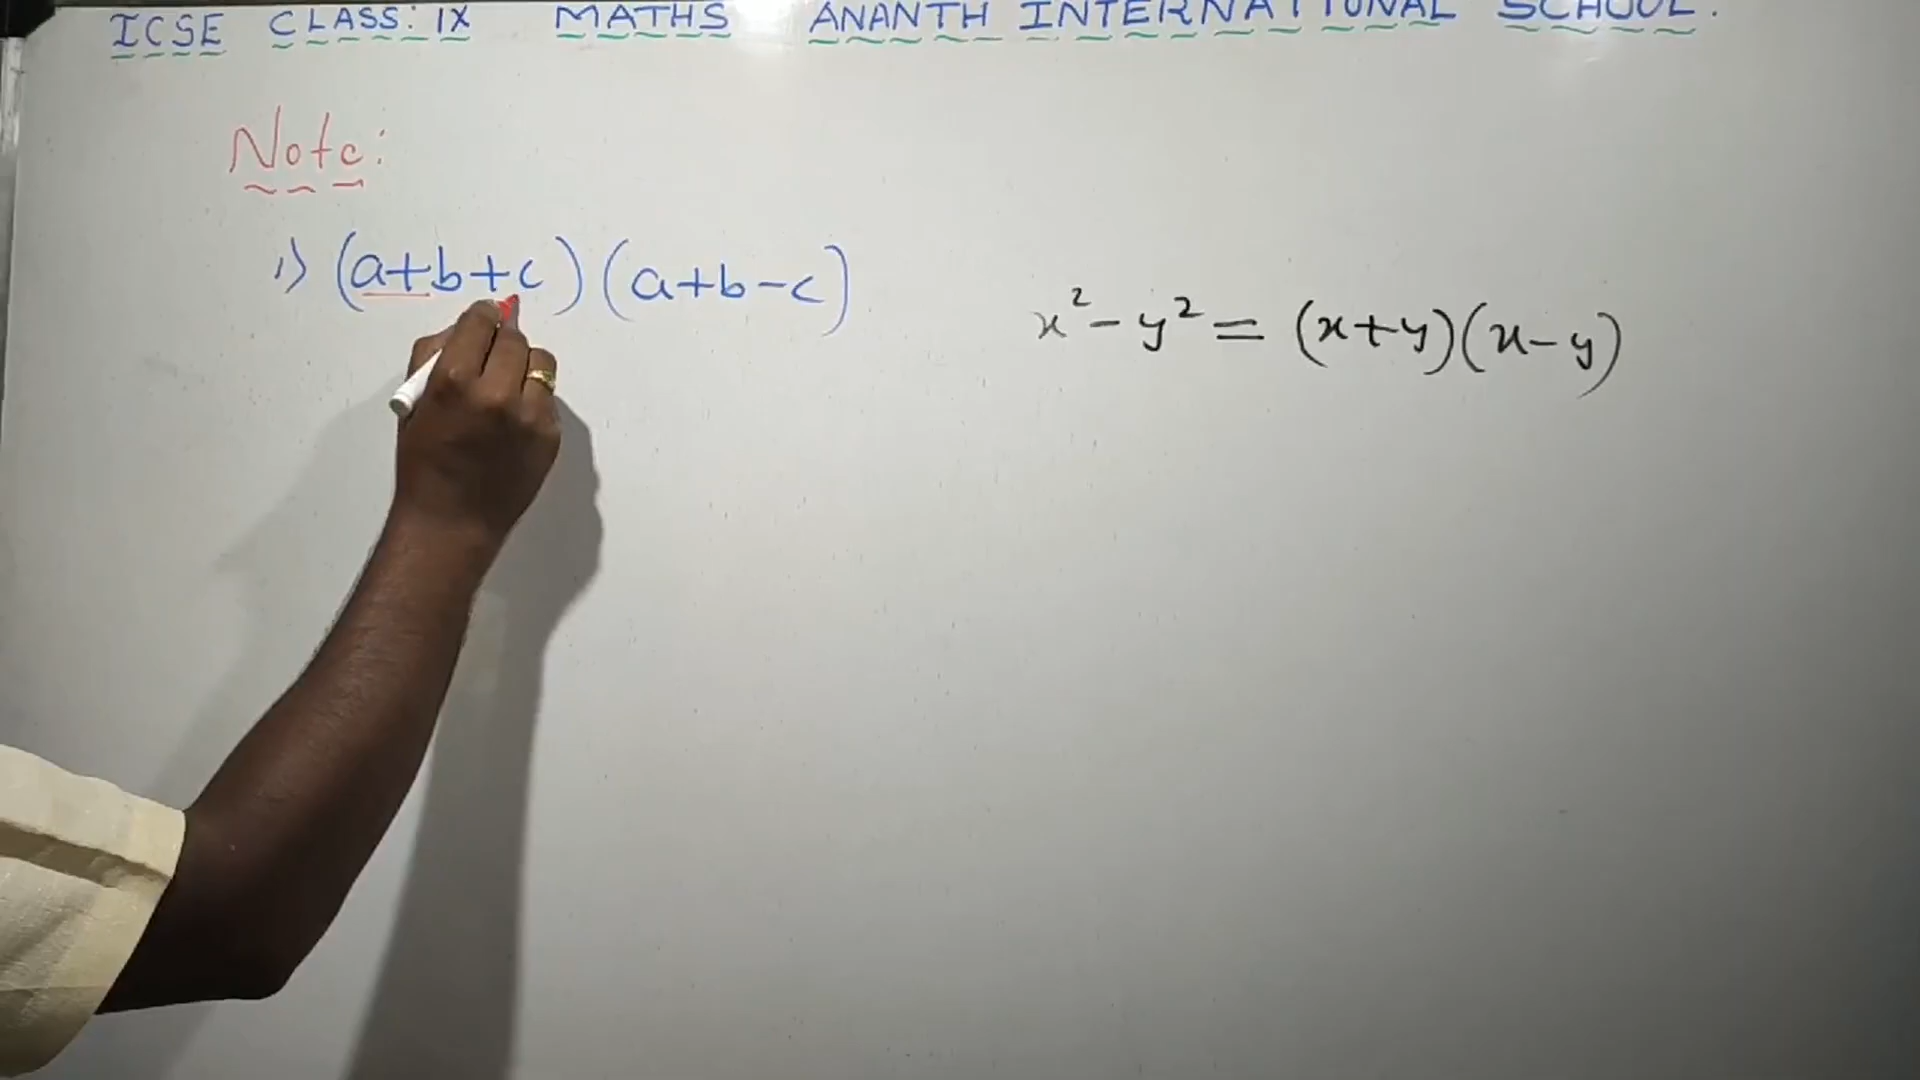 ICSE CLASS: IX MATHS ANANTH INTERNATIONAL SCHOOL.
Note:
1) (a+b+c) (a+b-c)
x² - y² = (x+y)(x-y)